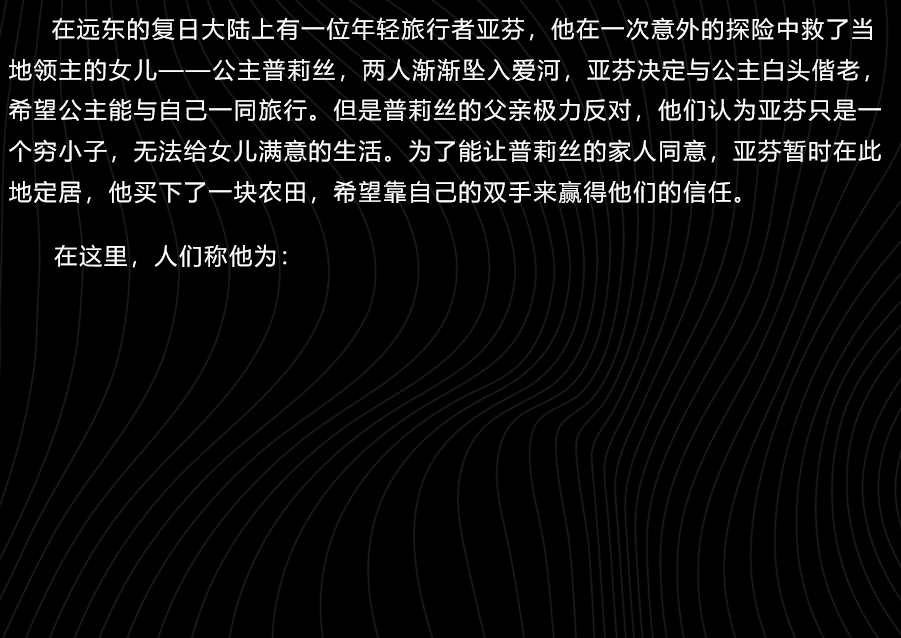 在远东的复日大陆上有一位年轻旅行者亚芬，他在一次意外的探险中救了当
地领主的女儿——公主普莉丝，两人渐渐坠入爱河，亚芬决定与公主白头偕老，
希望公主能与自己一同旅行。但是普莉丝的父亲极力反对，他们认为亚芬只是一
个穷小子，无法给女儿满意的生活。为了能让普莉丝的家人同意，亚芬暂时在此
地定居，他买下了一块农田，希望靠自己的双手来赢得他们的信任。
在这里，人们称他为：